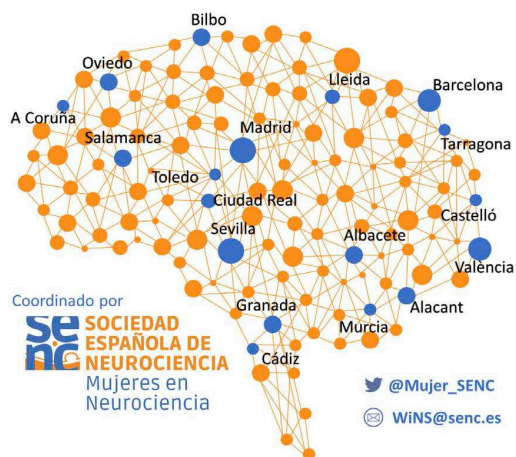 Bilbo
Oviedo
Lleida
Barcelona
A Coruña
Madrid
Tarragona
Salamanca
Toledo
Ciudad Real
Castelló
Sevilla
Albacete
València
Coordinado por
Granada
Alacant
senc
SOCIEDAD
ESPAÑOLA DE
NEUROCIENCIA
Murcia
Cádiz
Mujeres en
Neurociencia
@Mujer_SENC
WiNS@senc.es